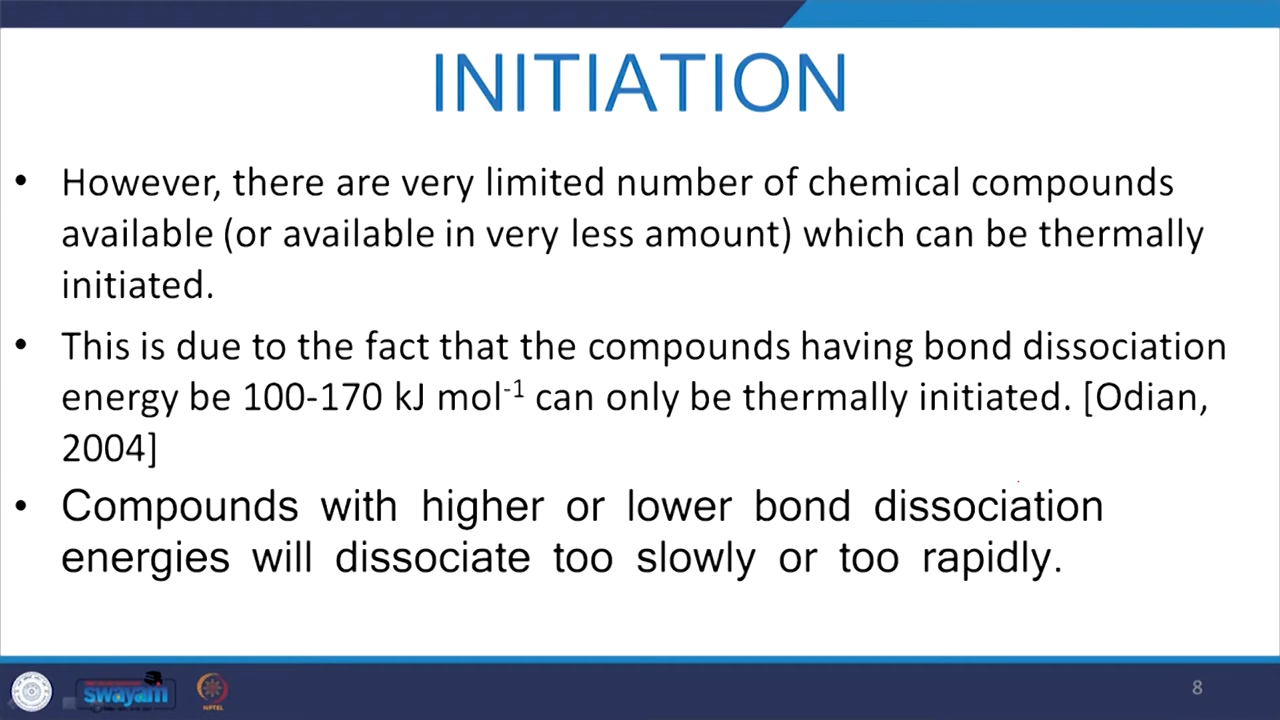 INITIATION
• However, there are very limited number of chemical compounds
available (or available in very less amount) which can be thermally
initiated.
• This is due to the fact that the compounds having bond dissociation
energy be 100-170 kJ mol⁻¹ can only be thermally initiated. [Odian,
2004]
• Compounds with higher or lower bond dissociation
energies will dissociate too slowly or too rapidly.
swayam
NPTEL
8